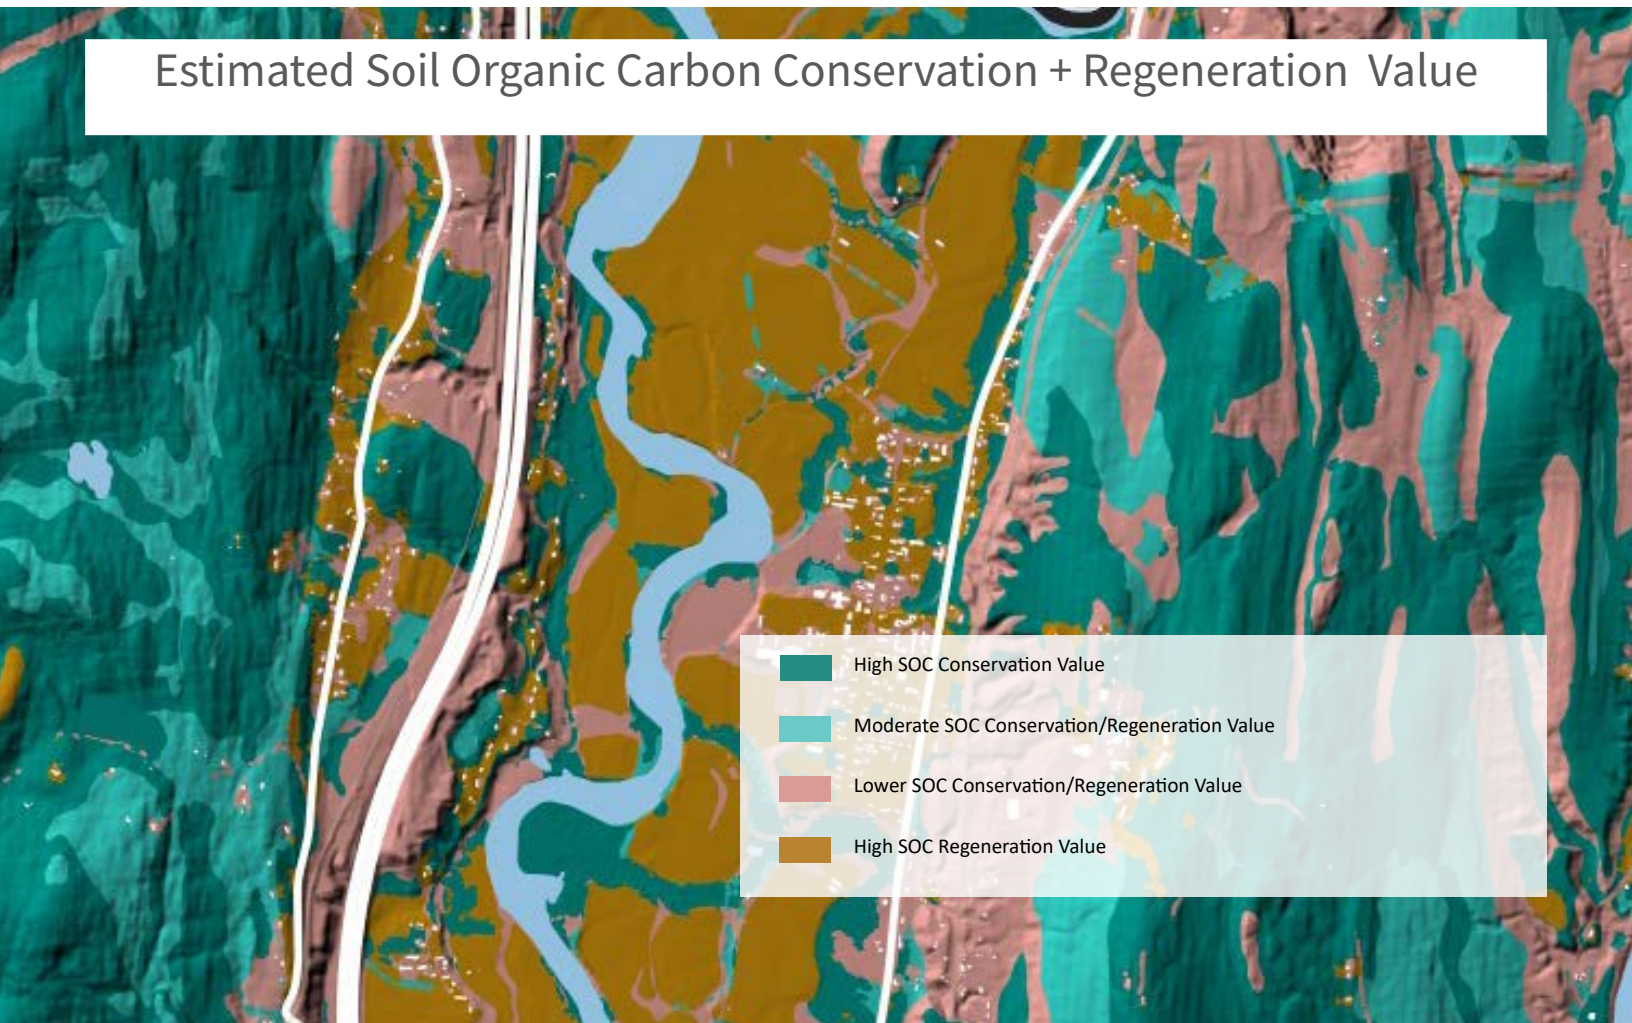 Estimated Soil Organic Carbon Conservation + Regeneration Value
High SOC Conservation Value
Moderate SOC Conservation/Regeneration Value
Lower SOC Conservation/Regeneration Value
High SOC Regeneration Value